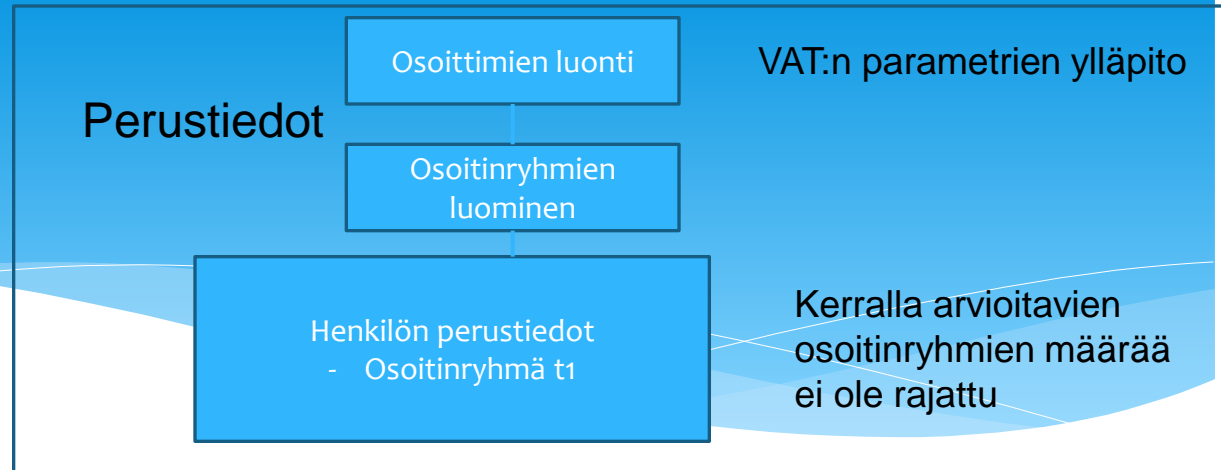 Osoittimien luonti
VAT:n parametrien ylläpito
Perustiedot
Osoitinryhmien
luominen
Henkilön perustiedot
- Osoitinryhmä t1
Kerralla arvioitavien
osoitinryhmien määrää
ei ole rajattu